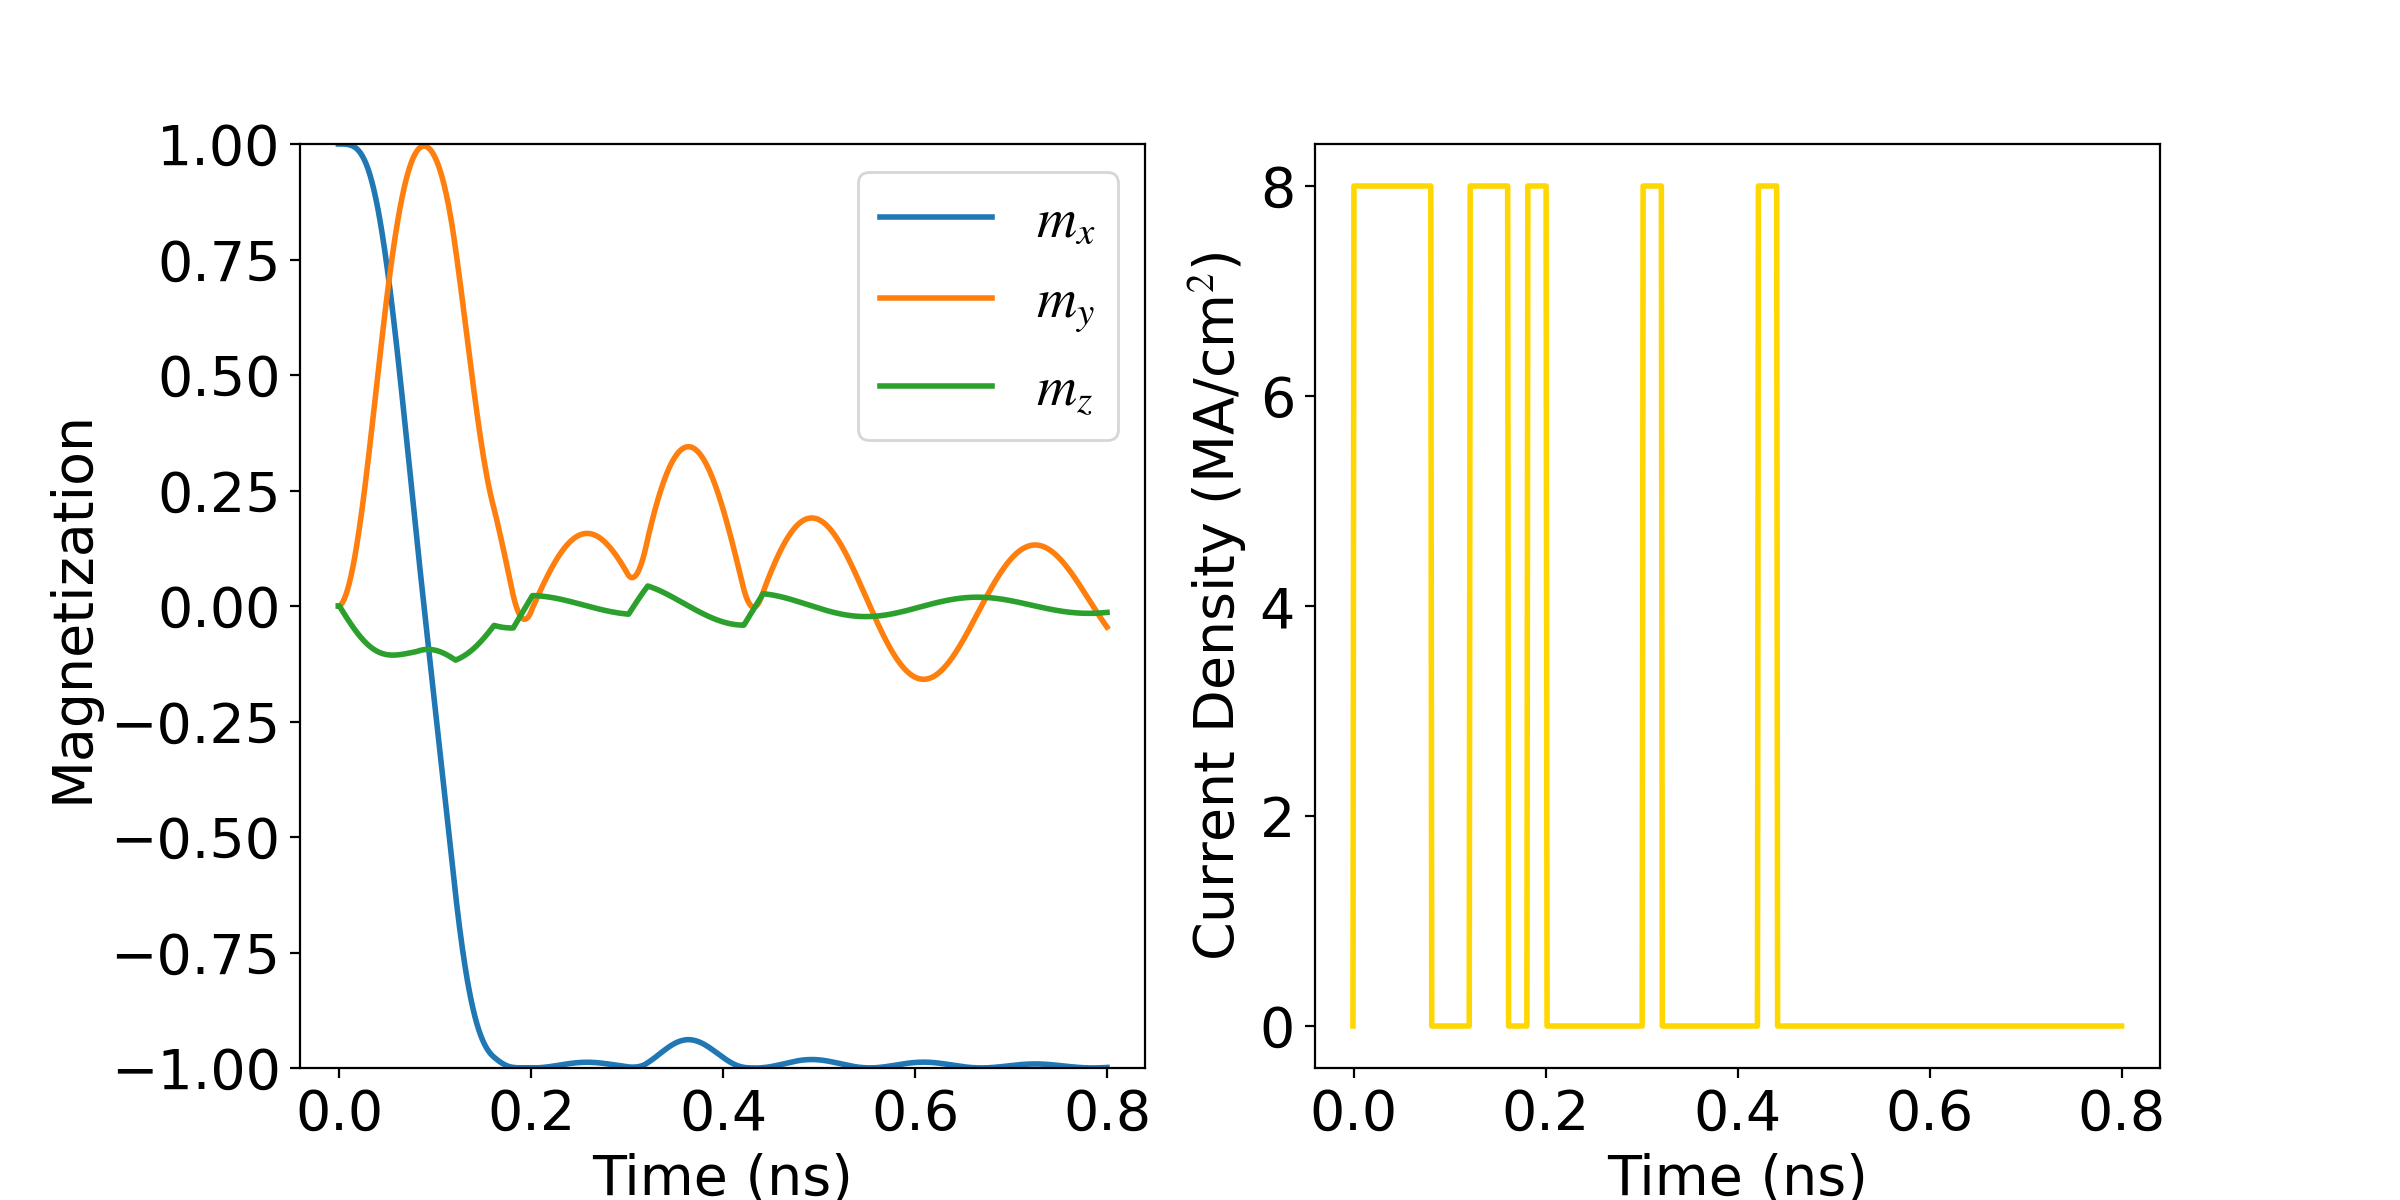 1.00
0.75
0.50
0.25
0.00
−0.25
−0.50
−0.75
−1.00
Magnetization
0.0 0.2 0.4 0.6 0.8
Time (ns)
mₓ
m_y
m_z
8
6
4
2
0
Current Density (MA/cm²)
0.0 0.2 0.4 0.6 0.8
Time (ns)